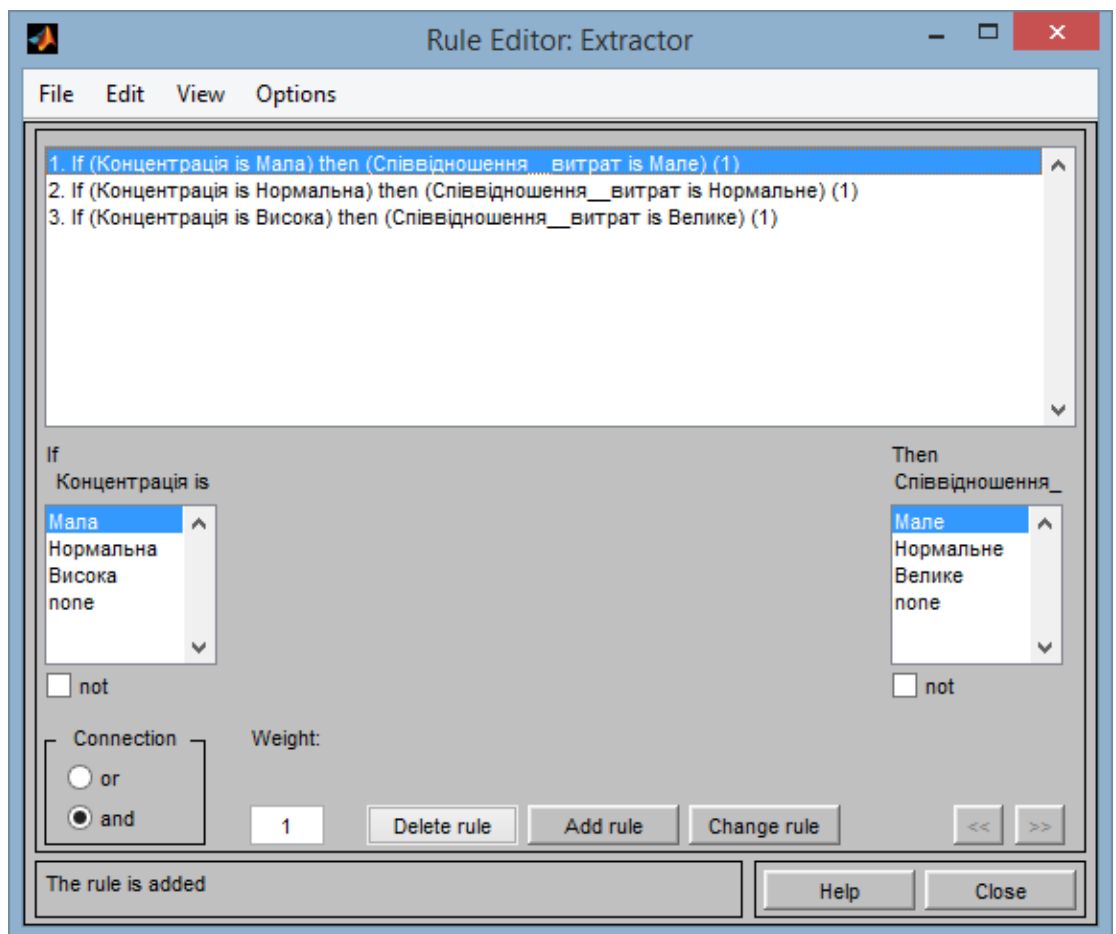 Rule Editor: Extractor
File Edit View Options
1. If (Концентрація is Мала) then (Співвідношення__витрат is Мале) (1)
2. If (Концентрація is Нормальна) then (Співвідношення__витрат is Нормальне) (1)
3. If (Концентрація is Висока) then (Співвідношення__витрат is Велике) (1)
If
Концентрація is
Мала
Нормальна
Висока
none
not
Then
Співвідношення_
Мале
Нормальне
Велике
none
not
Connection
or
and
Weight:
1
Delete rule
Add rule
Change rule
<<
>>
The rule is added
Help
Close